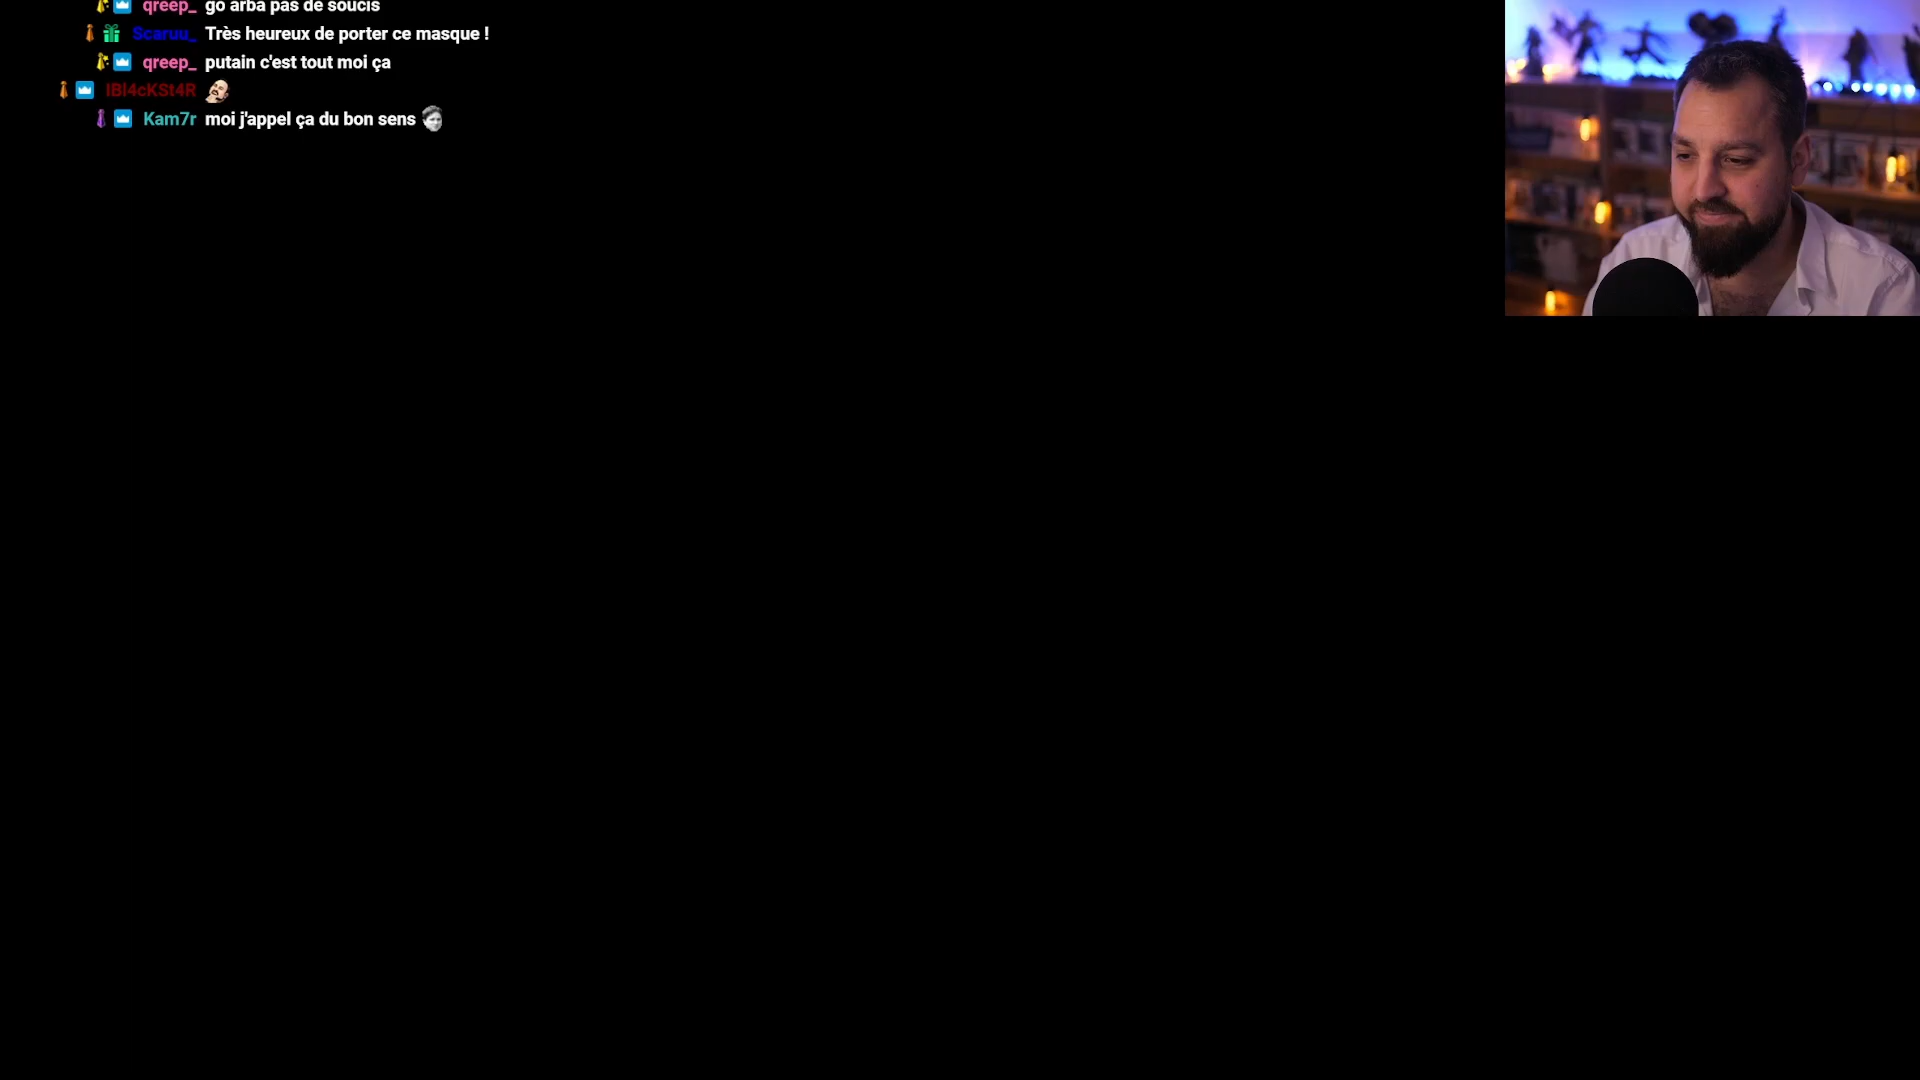 qreep_ go arba pas de soucis
Scaruu_ Très heureux de porter ce masque !
qreep_ putain c'est tout moi ça
IBl4cKSt4R
Kam7r moi j'appel ça du bon sens